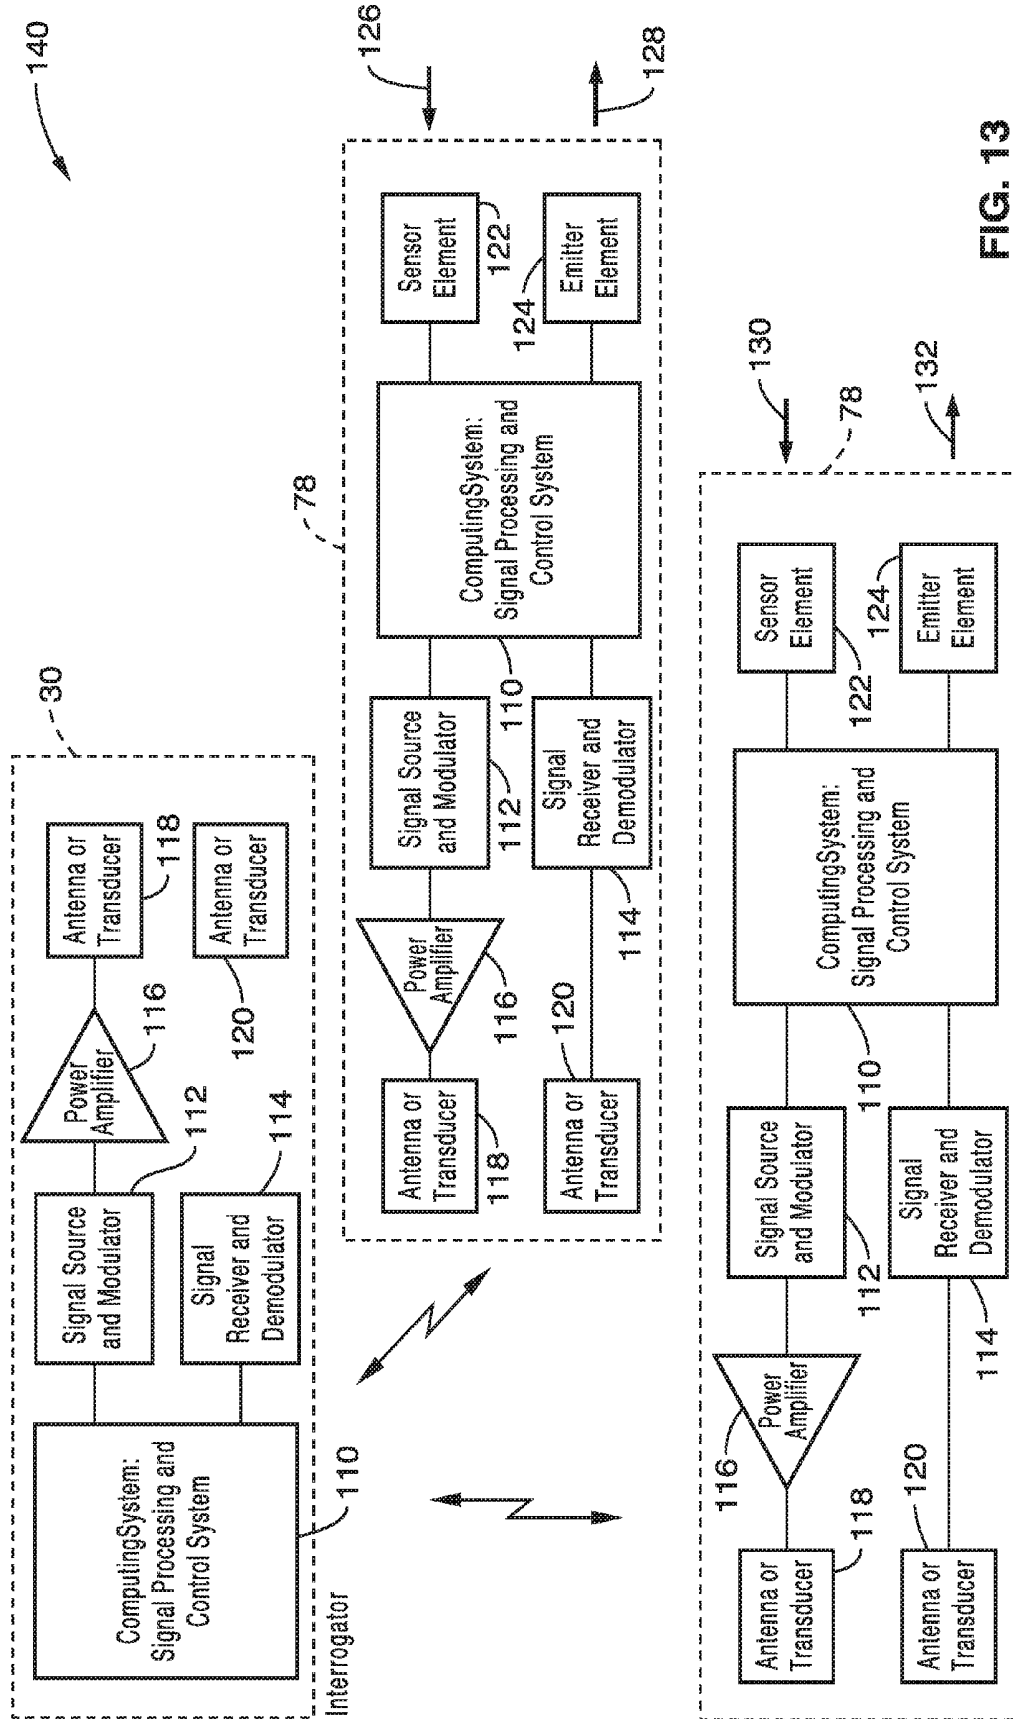 140
30
ComputingSystem:
Signal Processing and
Control System
110
Signal Source
and Modulator
112
Signal
Receiver and
Demodulator
114
Power
Amplifier
116
Antenna or
Transducer
118
Antenna or
Transducer
120
Interrogator
78
Antenna or
Transducer
118
Antenna or
Transducer
120
Power
Amplifier
116
Signal Source
and Modulator
112
Signal
Receiver and
Demodulator
114
ComputingSystem:
Signal Processing and
Control System
110
Sensor
Element
122
Emitter
Element
124
126
128
78
Antenna or
Transducer
118
Antenna or
Transducer
120
Power
Amplifier
116
Signal Source
and Modulator
112
Signal
Receiver and
Demodulator
114
ComputingSystem:
Signal Processing and
Control System
110
Sensor
Element
122
Emitter
Element
124
130
132
FIG. 13